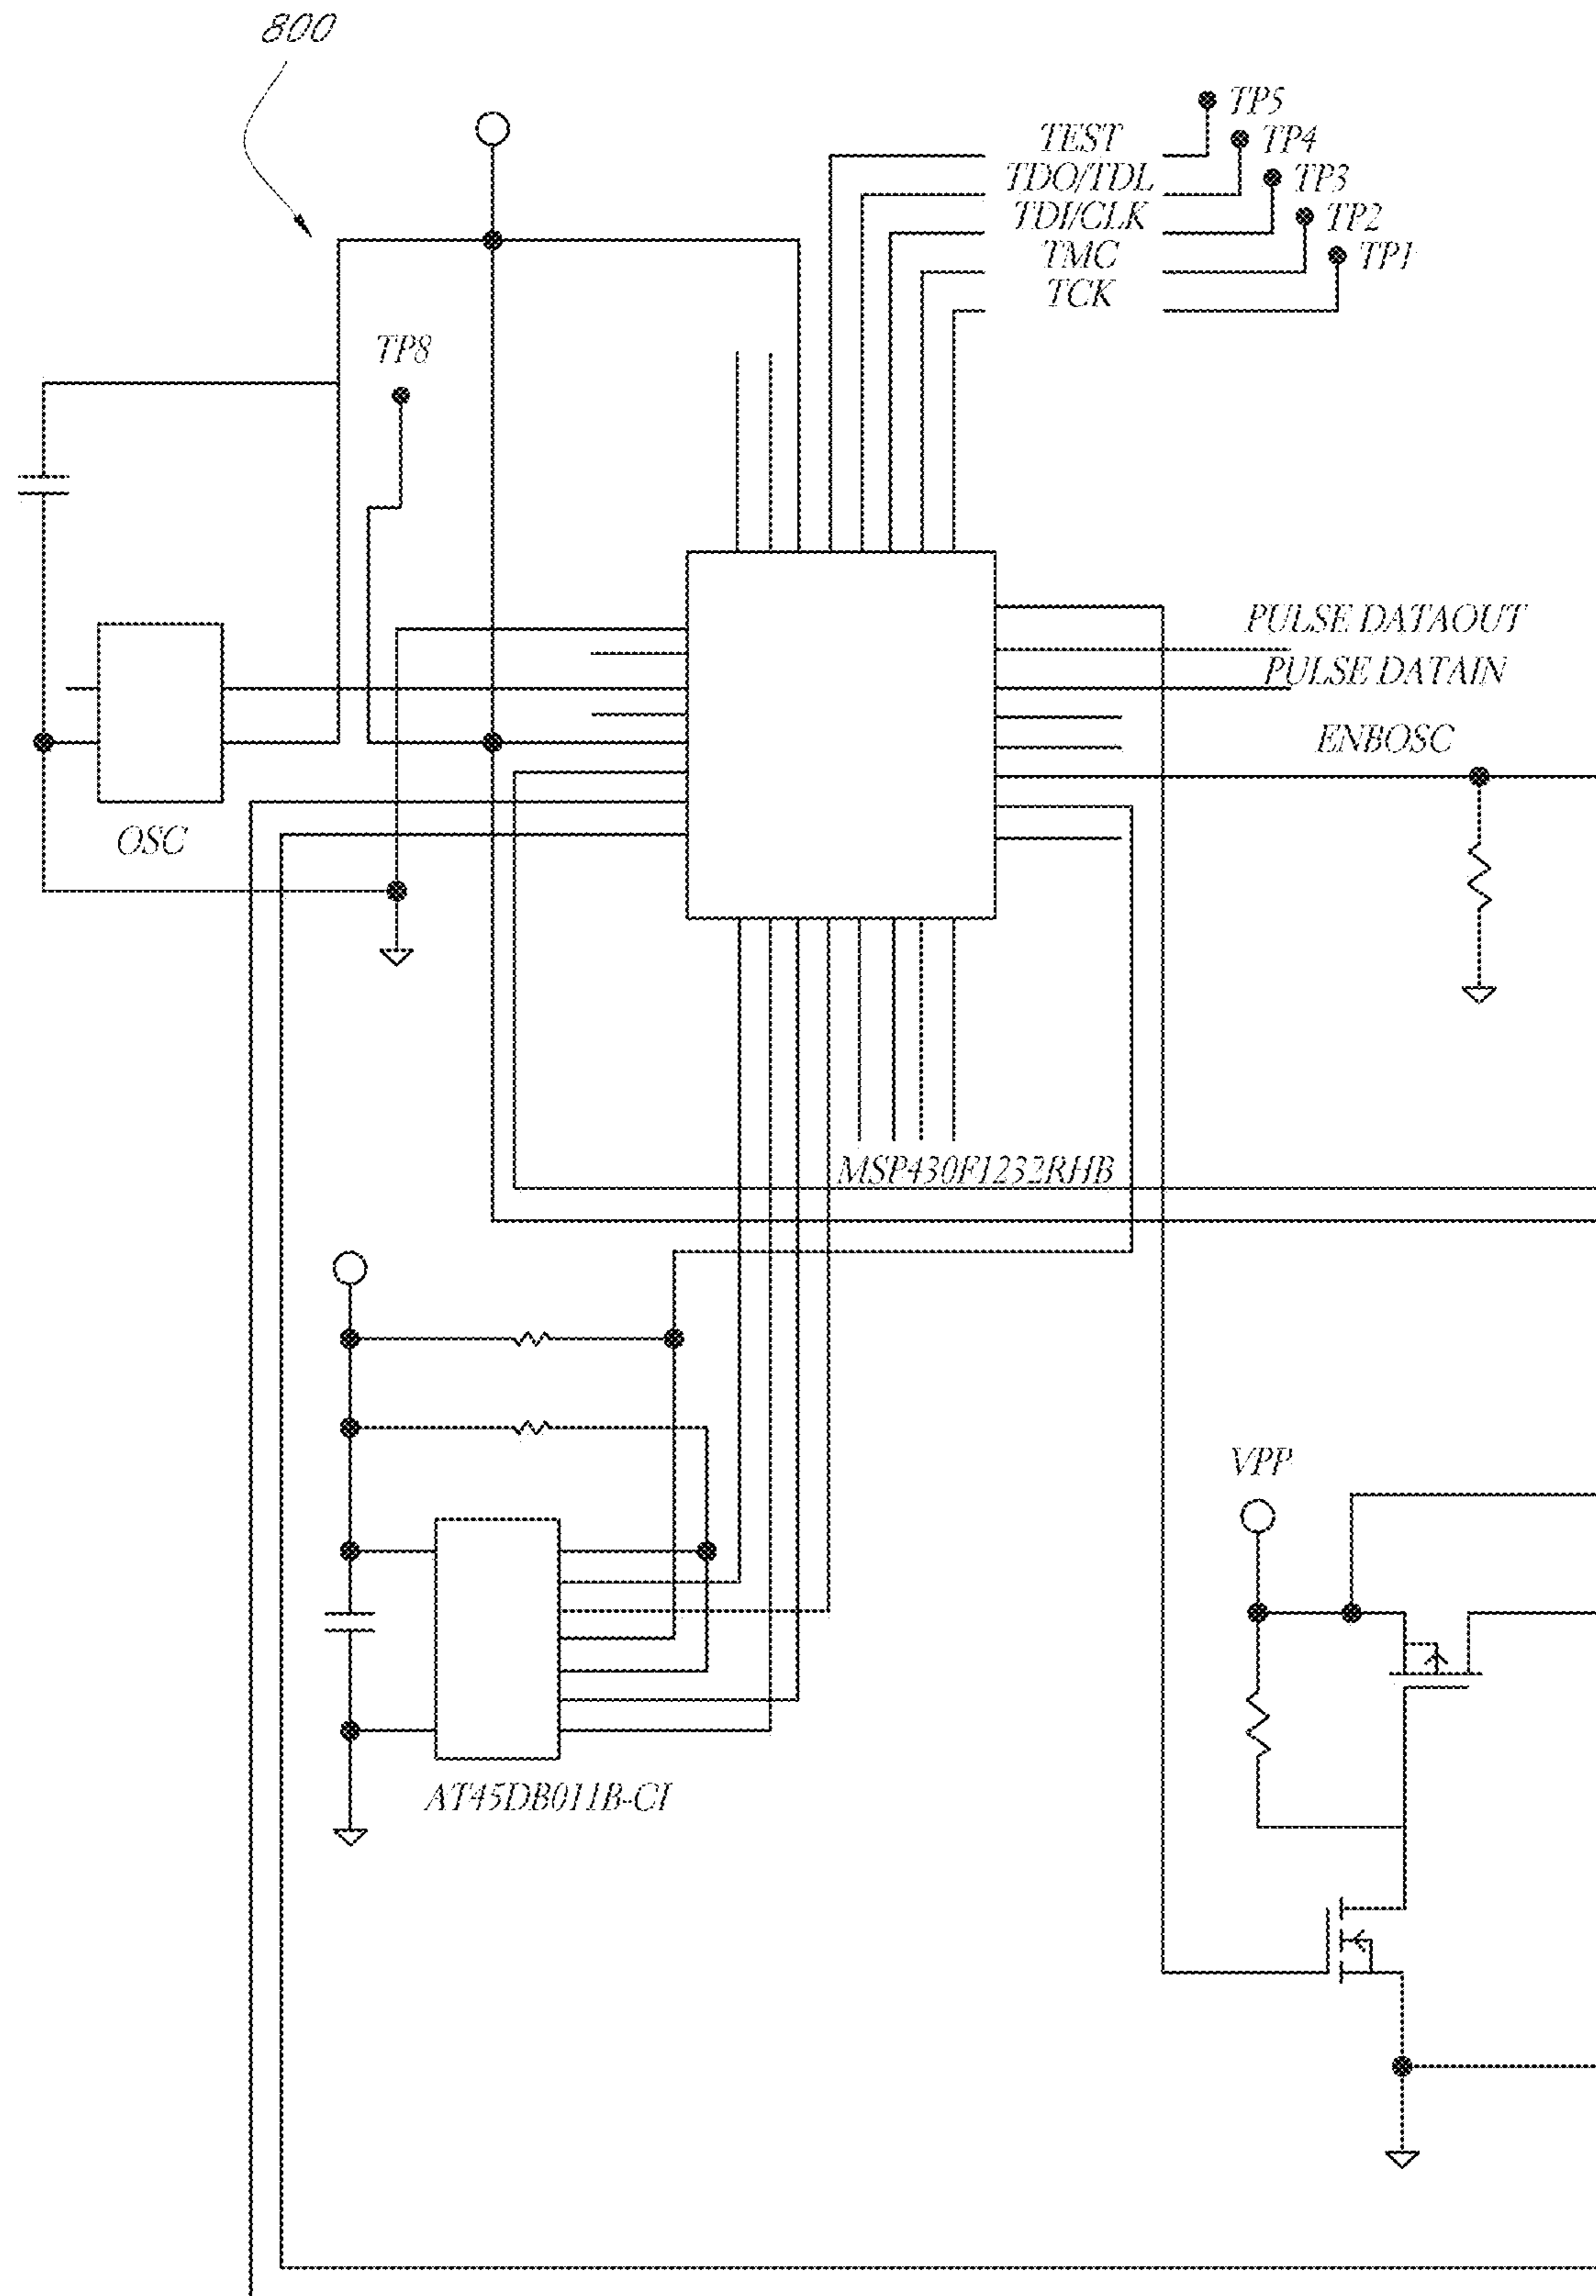 800
TP5
TEST
TP4
TDO/TDL
TP3
TDI/CLK
TP2
TMC
TP1
TCK
TP8
PULSE DATAOUT
PULSE DATAIN
ENBOSC
OSC
MSP430F1232RHB
VPP
AT45DB011B-CI